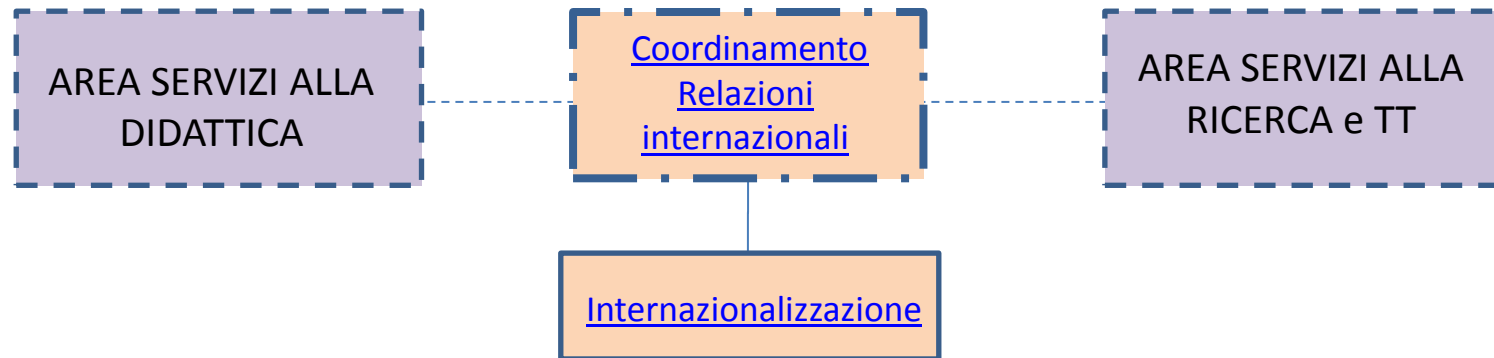 AREA SERVIZI ALLA
DIDATTICA
Coordinamento
Relazioni
internazionali
AREA SERVIZI ALLA
RICERCA e TT
Internazionalizzazione